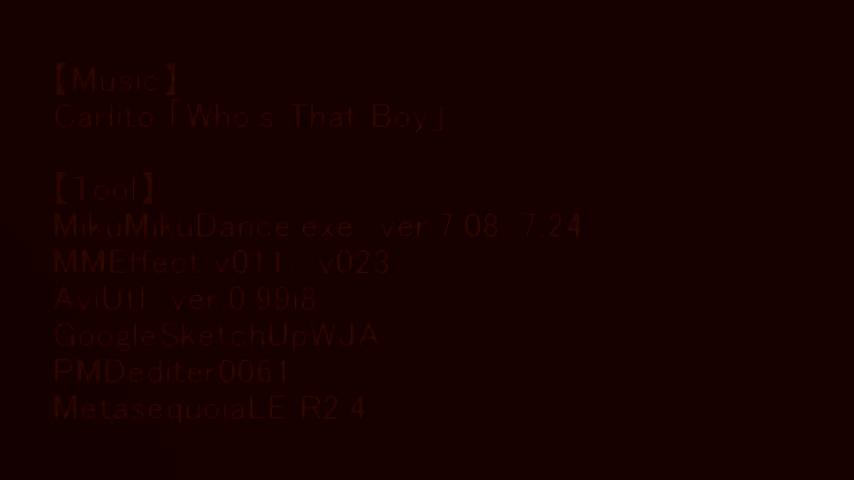 【Music】
Carlito「Who's That Boy」
【Tool】
MikuMikuDance.exe ver.7.08, 7.24
MMEffect v011, v023
AviUtl ver.0.99i8
GoogleSketchUpWJA
PMDediter0061
MetasequoiaLE R2.4